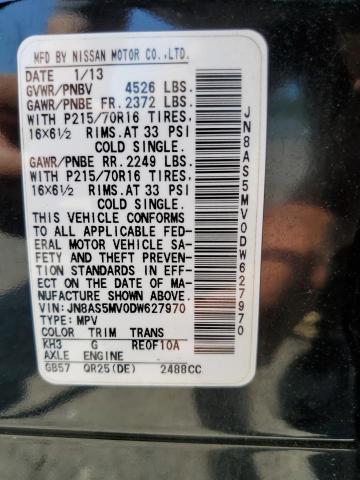 MFD BY NISSAN MOTOR CO.,LTD.
DATE 1/13
GVWR/PNBV 4526 LBS.
GAWR/PNBE FR. 2372 LBS.
WITH P215/70R16 TIRES,
16X6½ RIMS.AT 33 PSI
COLD SINGLE.
GAWR/PNBE RR. 2249 LBS.
WITH P215/70R16 TIRES,
16X6½ RIMS.AT 33 PSI
COLD SINGLE.
THIS VEHICLE CONFORMS
TO ALL APPLICABLE FED-
ERAL MOTOR VEHICLE SA-
FETY AND THEFT PREVENT-
ION STANDARDS IN EFF-
ECT ON THE DATE OF MA-
NUFACTURE SHOWN ABOVE.
VIN:JN8AS5MV0DW627970
TYPE:MPV
COLOR TRIM TRANS
KH3 G RE0F10A
AXLE ENGINE
GB57 QR25(DE) 2488CC
JN8AS5MV0DW627970